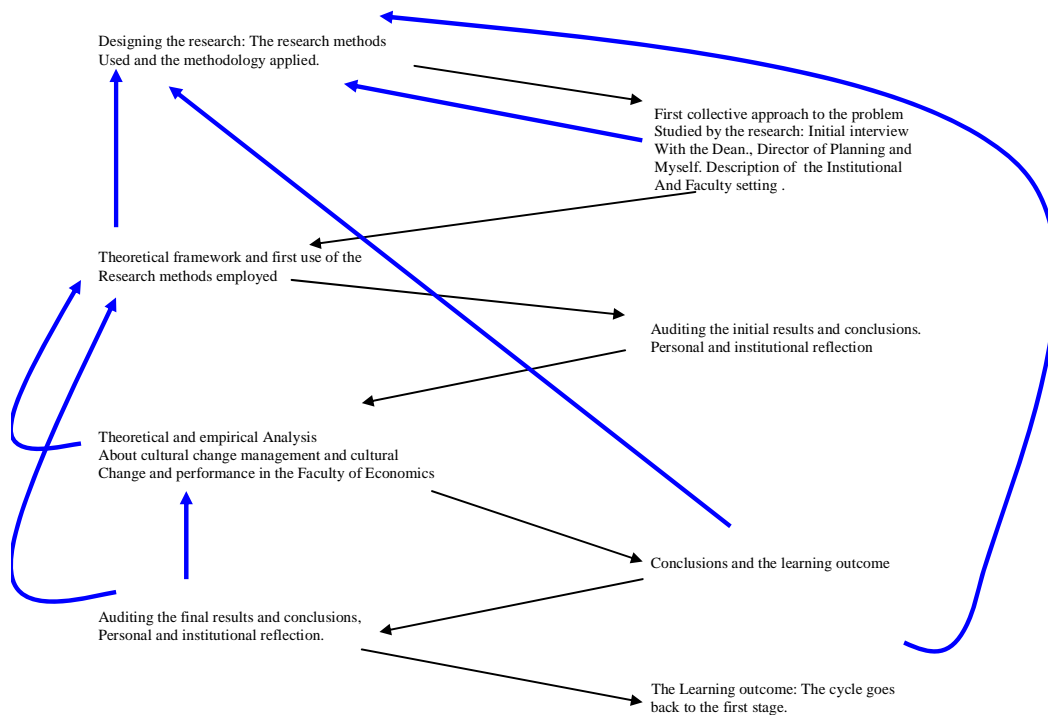 Designing the research: The research methods
Used and the methodology applied.
First collective approach to the problem
Studied by the research: Initial interview
With the Dean., Director of Planning and
Myself. Description of the Institutional
And Faculty setting .
Theoretical framework and first use of the
Research methods employed
Auditing the initial results and conclusions.
Personal and institutional reflection
Theoretical and empirical Analysis
About cultural change management and cultural
Change and performance in the Faculty of Economics
Conclusions and the learning outcome
Auditing the final results and conclusions,
Personal and institutional reflection.
The Learning outcome: The cycle goes
back to the first stage.